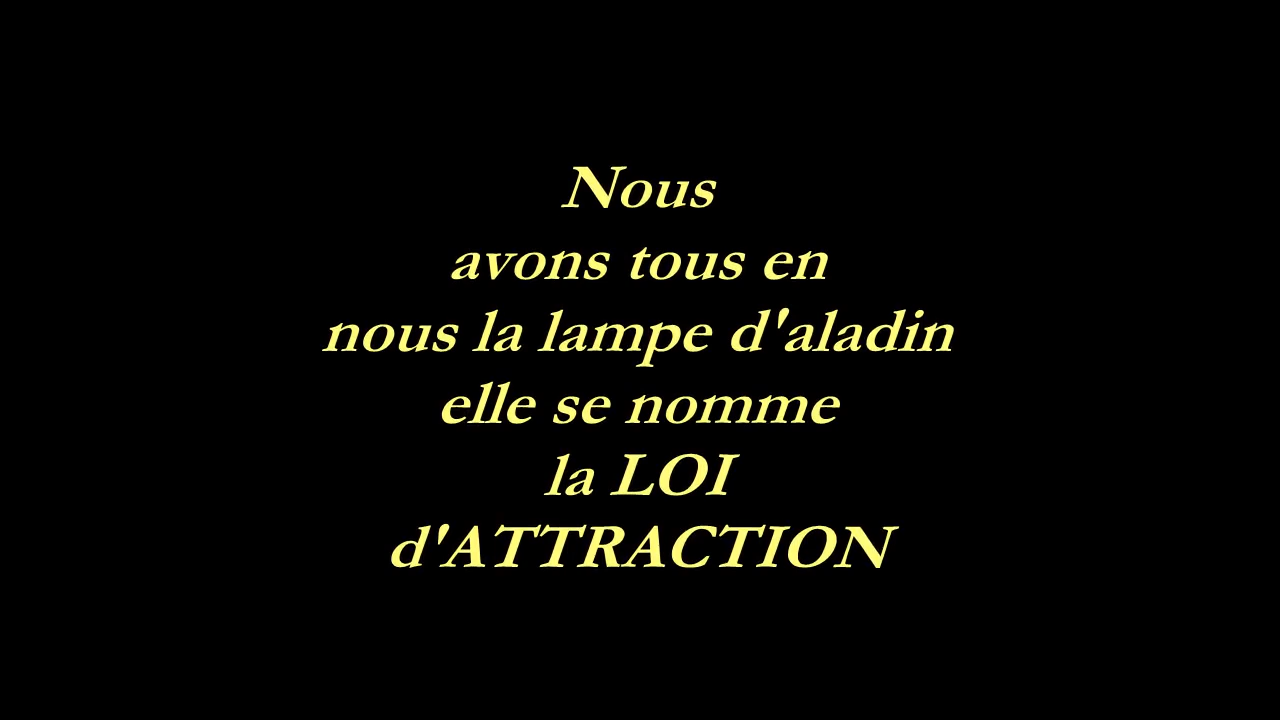 Nous
avons tous en
nous la lampe d'aladin
elle se nomme
la LOI
d'ATTRACTION